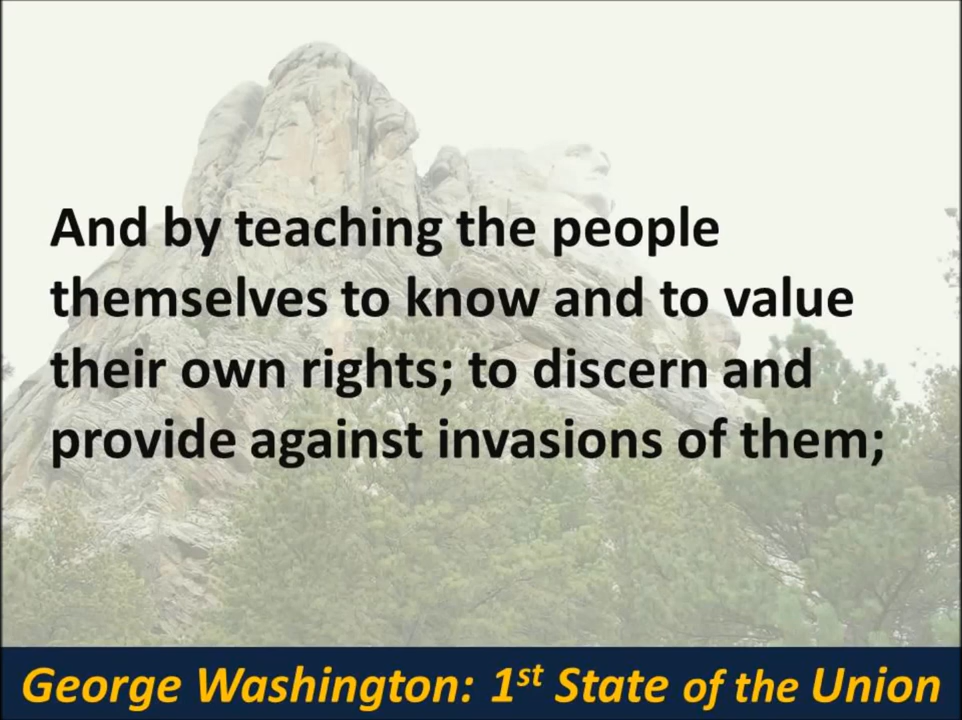 And by teaching the people
themselves to know and to value
their own rights; to discern and
provide against invasions of them;
George Washington: 1st State of the Union